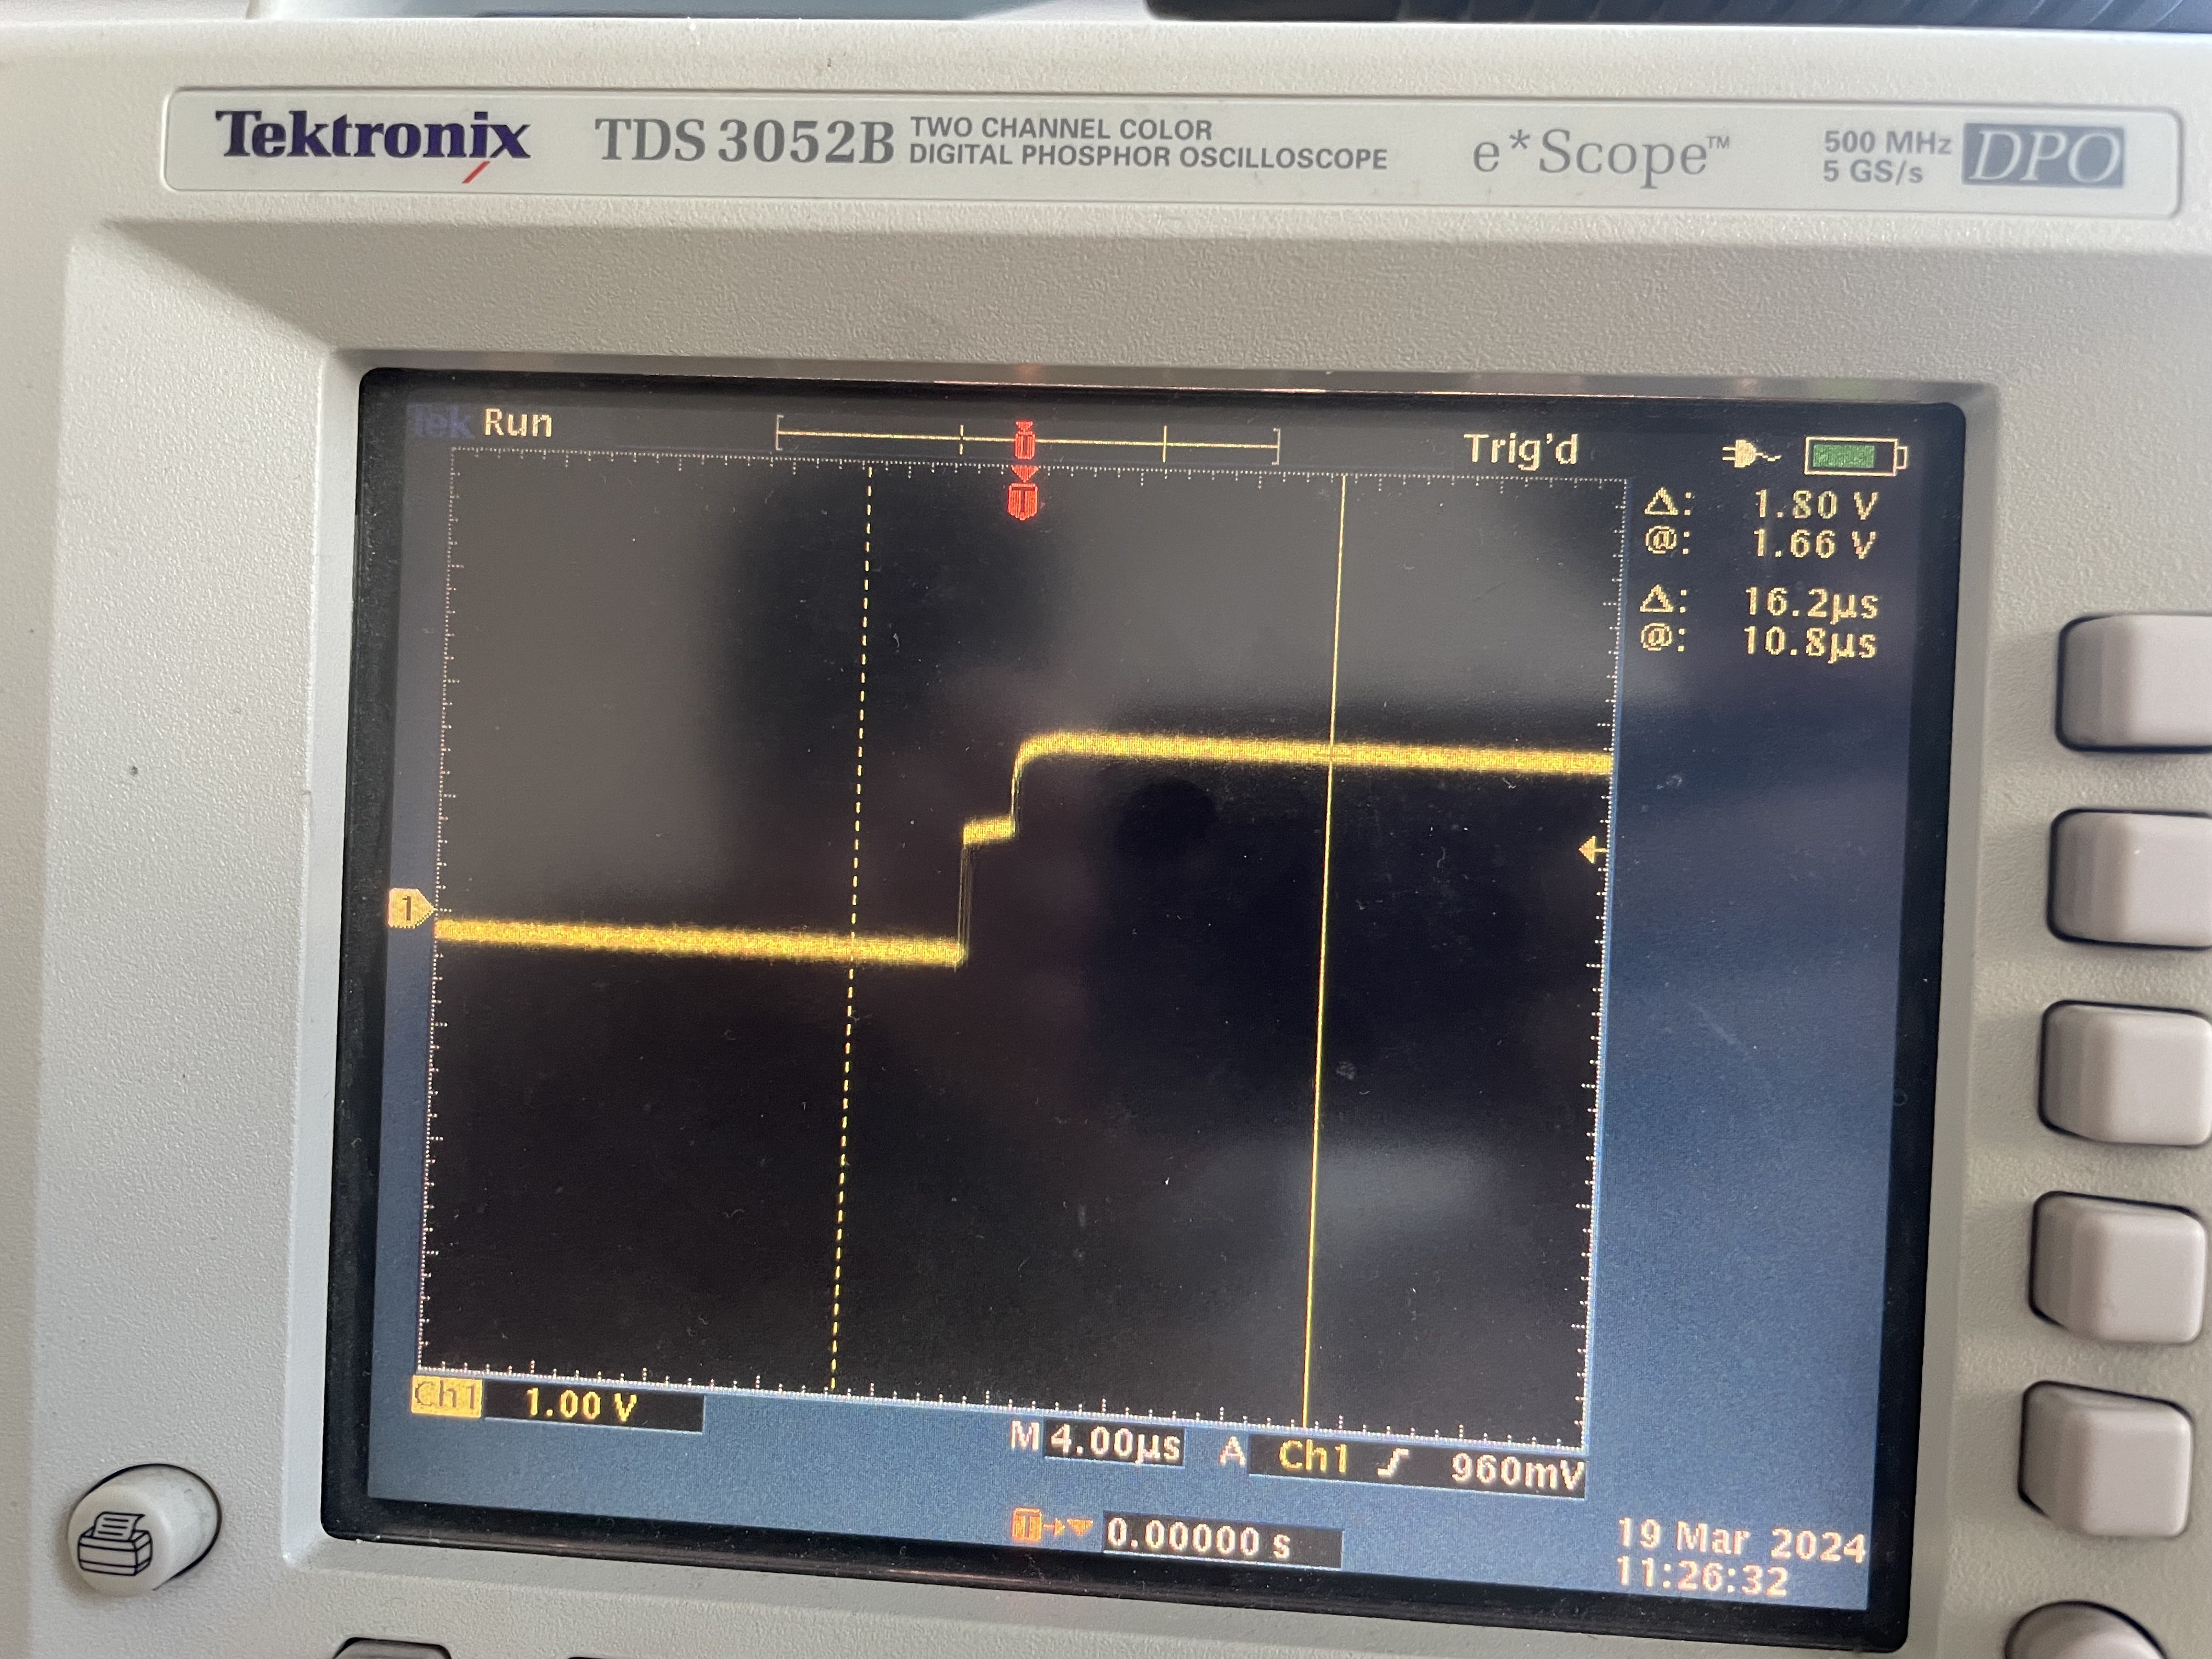 Tektronix TDS 3052B TWO CHANNEL COLOR DIGITAL PHOSPHOR OSCILLOSCOPE e*Scope™ 500 MHz 5 GS/s DPO
Tek Run Trig'd
T
T
Δ: 1.80 V
@: 1.66 V
Δ: 16.2µs
@: 10.8µs
1
Ch1 1.00 V M 4.00µs A Ch1 960mV
T 0.00000 s
19 Mar 2024
11:26:32